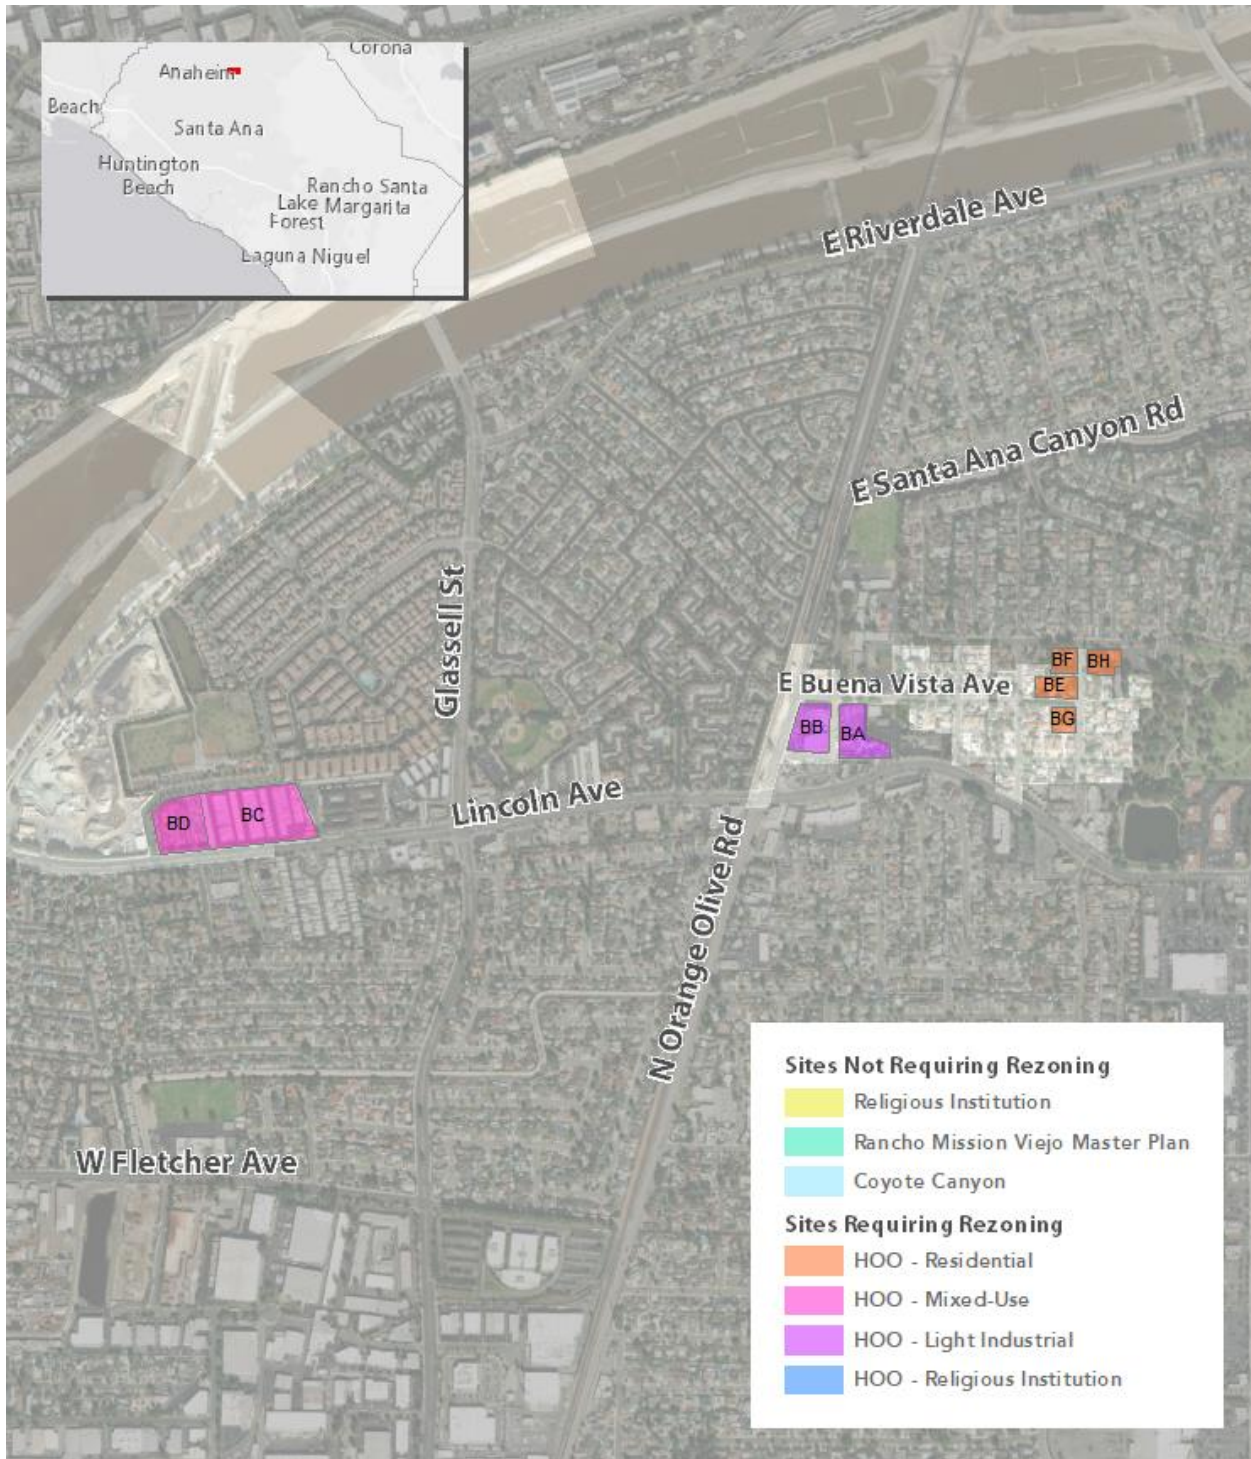 Corona
Anaheim
Beach
Santa Ana
Huntington
Beach
Rancho Santa
Margarita
Lake
Forest
Laguna Niguel
E Riverdale Ave
E Santa Ana Canyon Rd
Glassell St
BF
BH
E Buena Vista Ave
BE
BG
BB
BA
Lincoln Ave
BD
BC
N Orange Olive Rd
W Fletcher Ave
Sites Not Requiring Rezoning
Religious Institution
Rancho Mission Viejo Master Plan
Coyote Canyon
Sites Requiring Rezoning
HOO - Residential
HOO - Mixed-Use
HOO - Light Industrial
HOO - Religious Institution